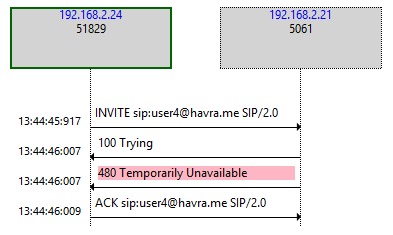 192.168.2.24
51829
192.168.2.21
5061
13:44:45:917 INVITE sip:user4@havra.me SIP/2.0
13:44:46:007 100 Trying
13:44:46:007 480 Temporarily Unavailable
13:44:46:009 ACK sip:user4@havra.me SIP/2.0